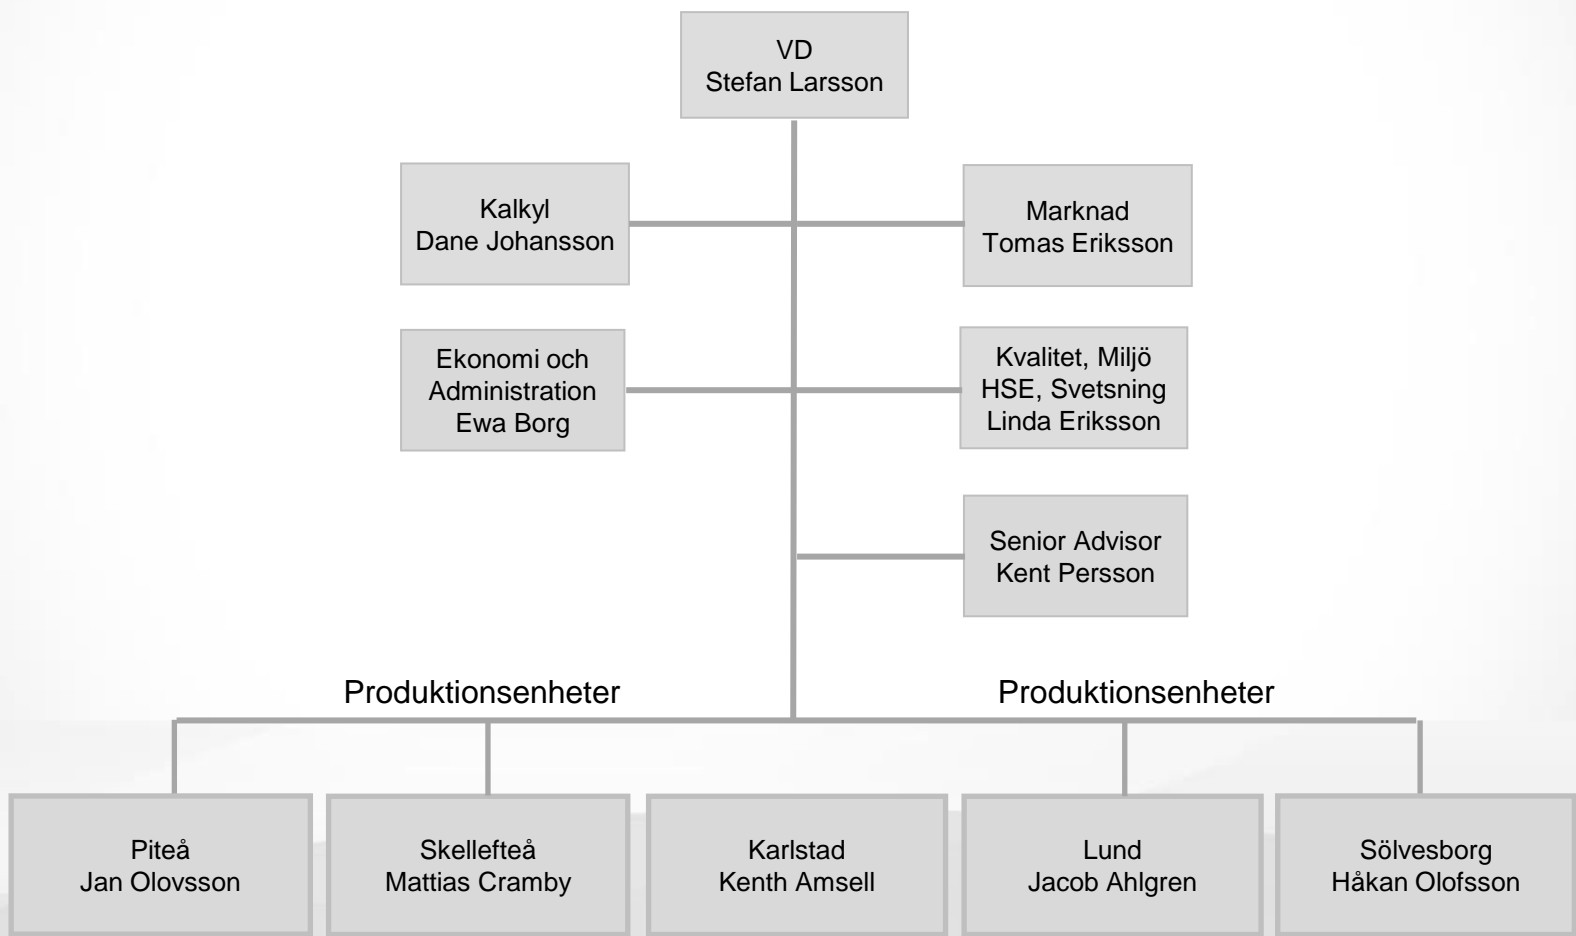 VD
Stefan Larsson
Kalkyl
Dane Johansson
Marknad
Tomas Eriksson
Ekonomi och
Administration
Ewa Borg
Kvalitet, Miljö
HSE, Svetsning
Linda Eriksson
Senior Advisor
Kent Persson
Produktionsenheter
Produktionsenheter
Piteå
Jan Olovsson
Skellefteå
Mattias Cramby
Karlstad
Kenth Amsell
Lund
Jacob Ahlgren
Sölvesborg
Håkan Olofsson